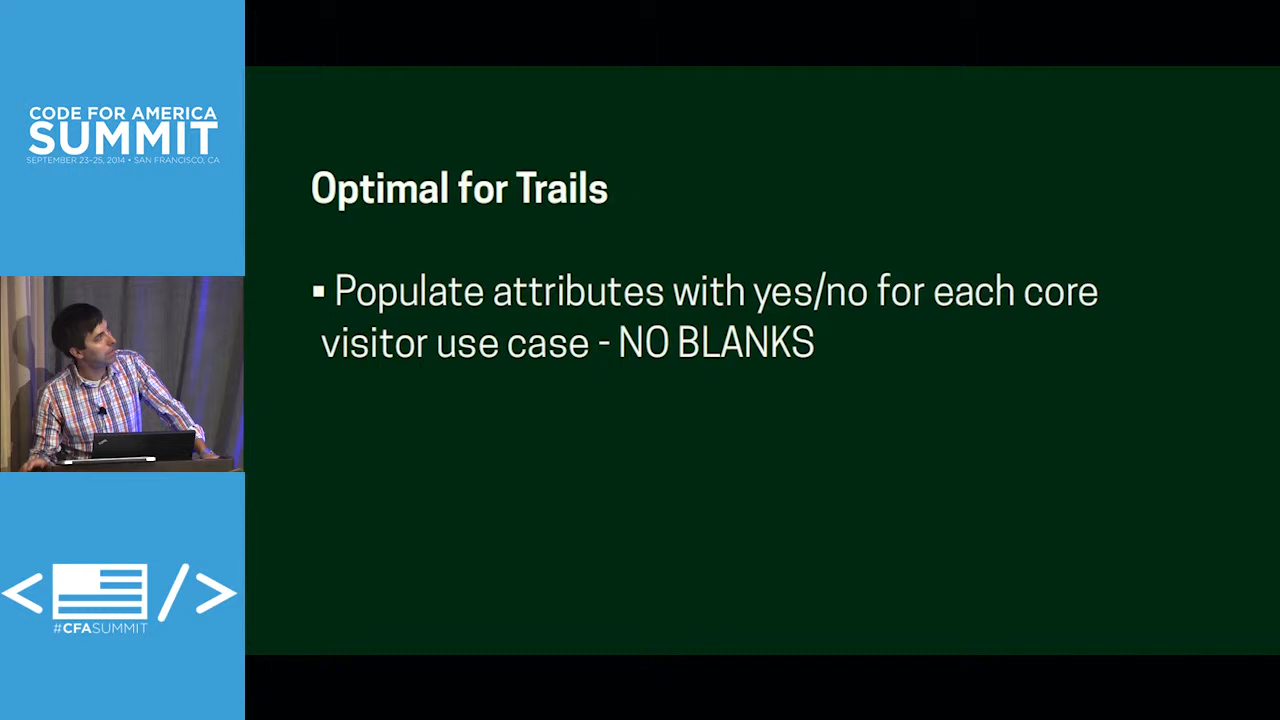 CODE FOR AMERICA
SUMMIT
SEPTEMBER 23-25, 2014 • SAN FRANCISCO, CA
Optimal for Trails
▪ Populate attributes with yes/no for each core
visitor use case - NO BLANKS
#CFASUMMIT